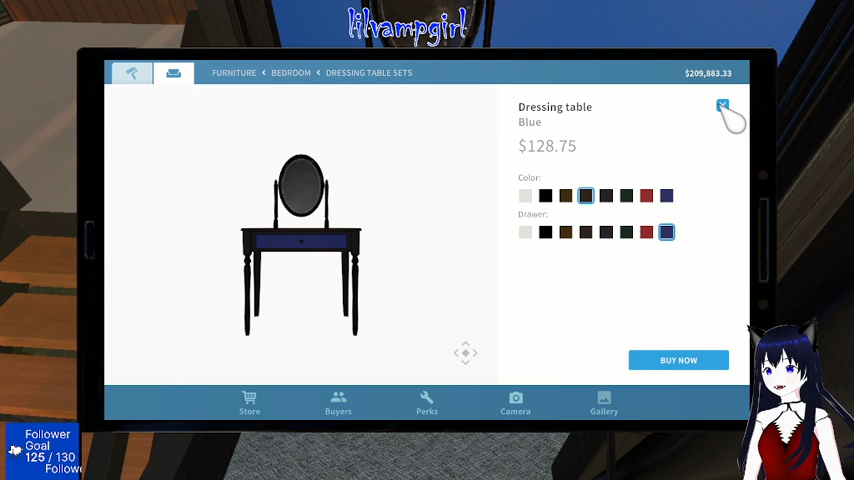 lilvampgirl
FURNITURE < BEDROOM < DRESSING TABLE SETS
$209,883.33
Dressing table
Blue
$128.75
Color:
Drawer:
BUY NOW
Store
Buyers
Perks
Camera
Gallery
Follower
Goal
125 / 130
Followe